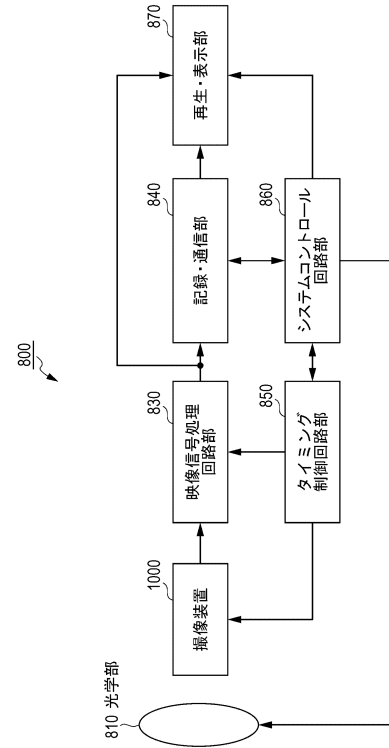 800
810 光学部
1000
撮像装置
830
映像信号処理
回路部
840
記録・通信部
870
再生・表示部
850
タイミング
制御回路部
860
システムコントロール
回路部